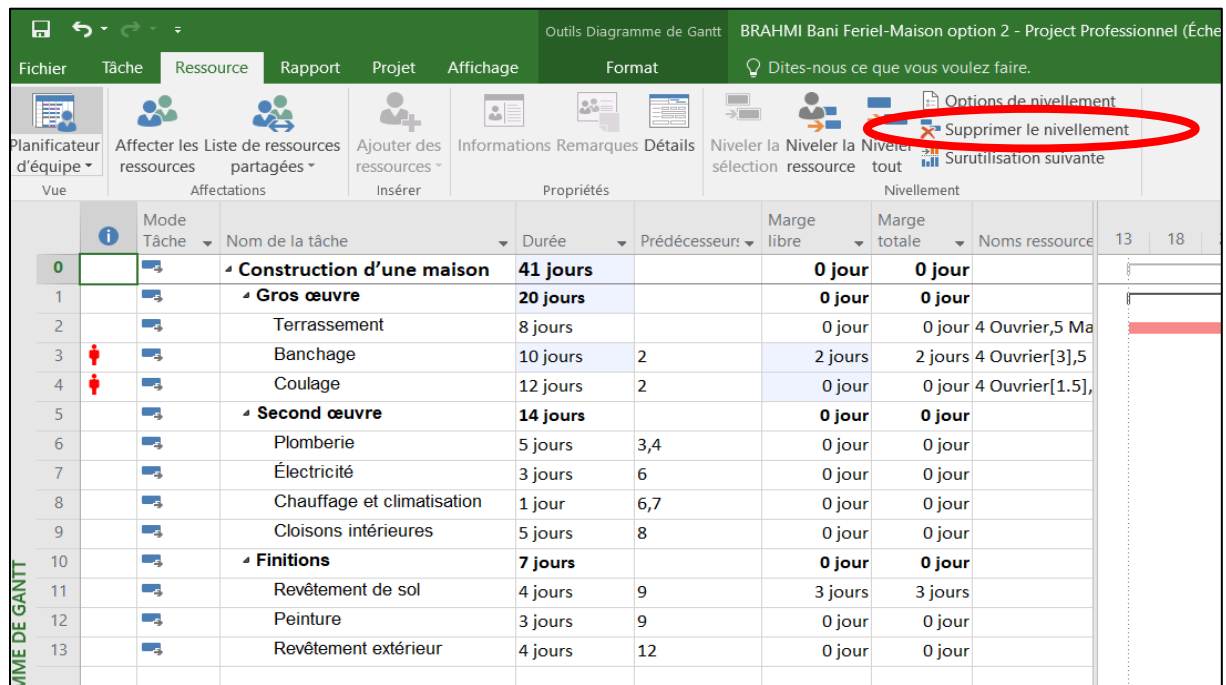 Outils Diagramme de Gantt BRAHMI Bani Feriel-Maison option 2 - Project Professionnel (Éche
Fichier Tâche Ressource Rapport Projet Affichage Format Dites-nous ce que vous voulez faire.
Planificateur d'équipe
Affecter les ressources
Liste de ressources partagées
Ajouter des ressources
Informations Remarques Détails
Niveler la sélection
Niveler la ressource
Niveler tout
Options de nivellement
Supprimer le nivellement
Surutilisation suivante
Vue Affectations Insérer Propriétés Nivellement
Mode Tâche Nom de la tâche Durée Prédécesseurs Marge libre Marge totale Noms ressource 13 18
0 Construction d'une maison 41 jours 0 jour 0 jour
1 Gros œuvre 20 jours 0 jour 0 jour
2 Terrassement 8 jours 0 jour 0 jour 4 Ouvrier,5 Ma
3 Banchage 10 jours 2 2 jours 2 jours 4 Ouvrier[3],5
4 Coulage 12 jours 2 0 jour 0 jour 4 Ouvrier[1.5],
5 Second œuvre 14 jours 0 jour 0 jour
6 Plomberie 5 jours 3,4 0 jour 0 jour
7 Électricité 3 jours 6 0 jour 0 jour
8 Chauffage et climatisation 1 jour 6,7 0 jour 0 jour
9 Cloisons intérieures 5 jours 8 0 jour 0 jour
10 Finitions 7 jours 0 jour 0 jour
11 Revêtement de sol 4 jours 9 3 jours 3 jours
12 Peinture 3 jours 9 0 jour 0 jour
13 Revêtement extérieur 4 jours 12 0 jour 0 jour
MME DE GANTT